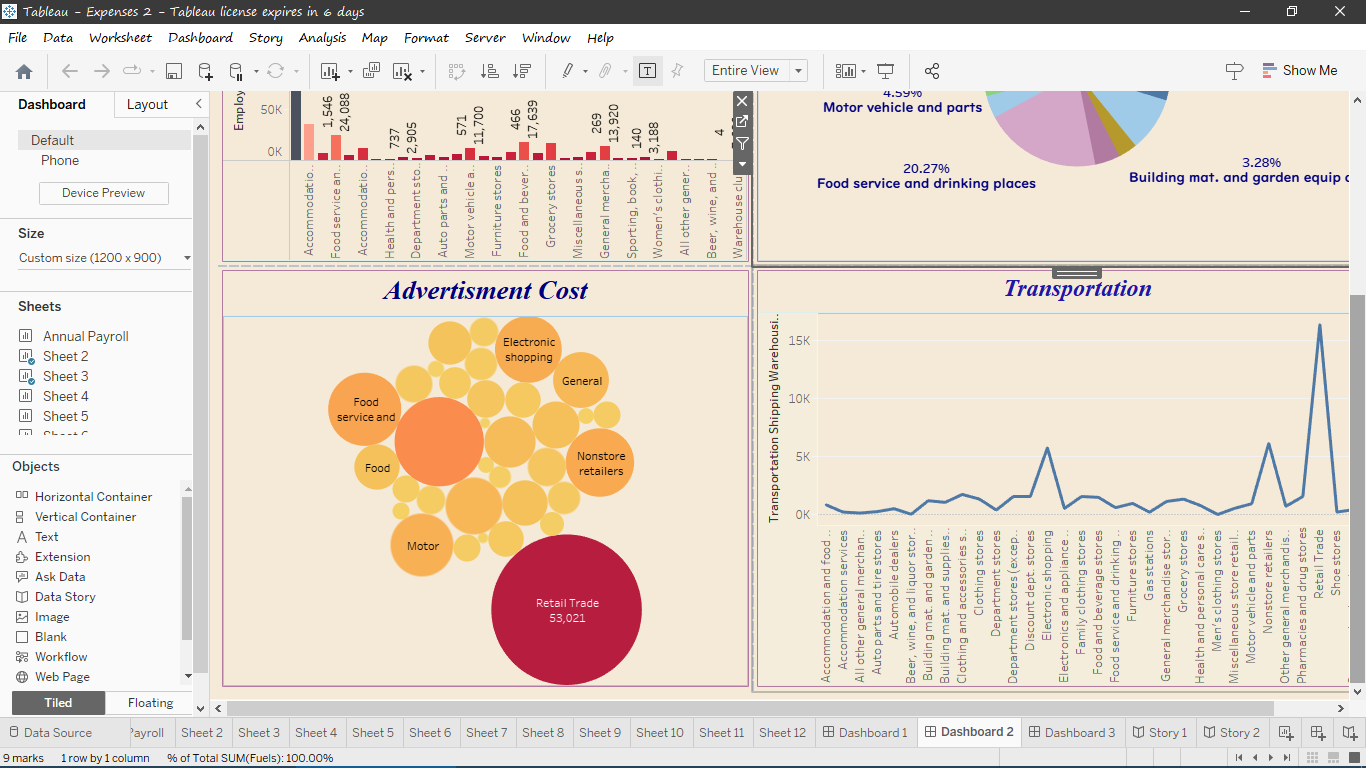 Tableau - Expenses 2 - Tableau license expires in 6 days
File Data Worksheet Dashboard Story Analysis Map Format Server Window Help
Entire View
Show Me
Dashboard Layout
Default
Phone
Device Preview
Size
Custom size (1200 x 900)
Sheets
Annual Payroll
Sheet 2
Sheet 3
Sheet 4
Sheet 5
Objects
Horizontal Container
Vertical Container
Text
Extension
Ask Data
Data Story
Image
Blank
Workflow
Web Page
Tiled Floating
Employ
50K
0K
1,546
24,088
737
2,905
571
11,700
466
17,639
269
13,920
140
3,188
4
Accommodatio..
Food service an..
Accommodatio..
Health and pers..
Department sto..
Auto parts and ..
Motor vehicle a..
Furniture stores
Food and bever..
Grocery stores
Miscellaneous s..
General mercha..
Sporting, book, ..
Women's clothi..
All other gener..
Beer, wine, and ..
Warehouse clu
4.59%
Motor vehicle and parts
20.27%
Food service and drinking places
3.28%
Building mat. and garden equip
Advertisment Cost
Electronic
shopping
General
Food
service and
Food
Nonstore
retailers
Motor
Retail Trade
53,021
Transportation
Transportation Shipping Warehousi..
15K
10K
5K
0K
Accommodation and food ..
Accommodation services
All other general merchan..
Auto parts and tire stores
Automobile dealers
Beer, wine, and liquor stor..
Building mat. and garden ..
Building mat. and supplies..
Clothing and accessories s..
Clothing stores
Department stores
Department stores (excep..
Discount dept. stores
Electronic shopping
Electronics and appliance..
Family clothing stores
Food and beverage stores
Food service and drinking ..
Furniture stores
Gas stations
General merchandise stor..
Grocery stores
Health and personal care s..
Men's clothing stores
Miscellaneous store retail..
Motor vehicle and parts
Nonstore retailers
Other general merchandis..
Pharmacies and drug stores
Retail Trade
Shoe stores
Data Source Payroll Sheet 2 Sheet 3 Sheet 4 Sheet 5 Sheet 6 Sheet 7 Sheet 8 Sheet 9 Sheet 10 Sheet 11 Sheet 12 Dashboard 1 Dashboard 2 Dashboard 3 Story 1 Story 2
9 marks 1 row by 1 column % of Total SUM(Fuels): 100.00%